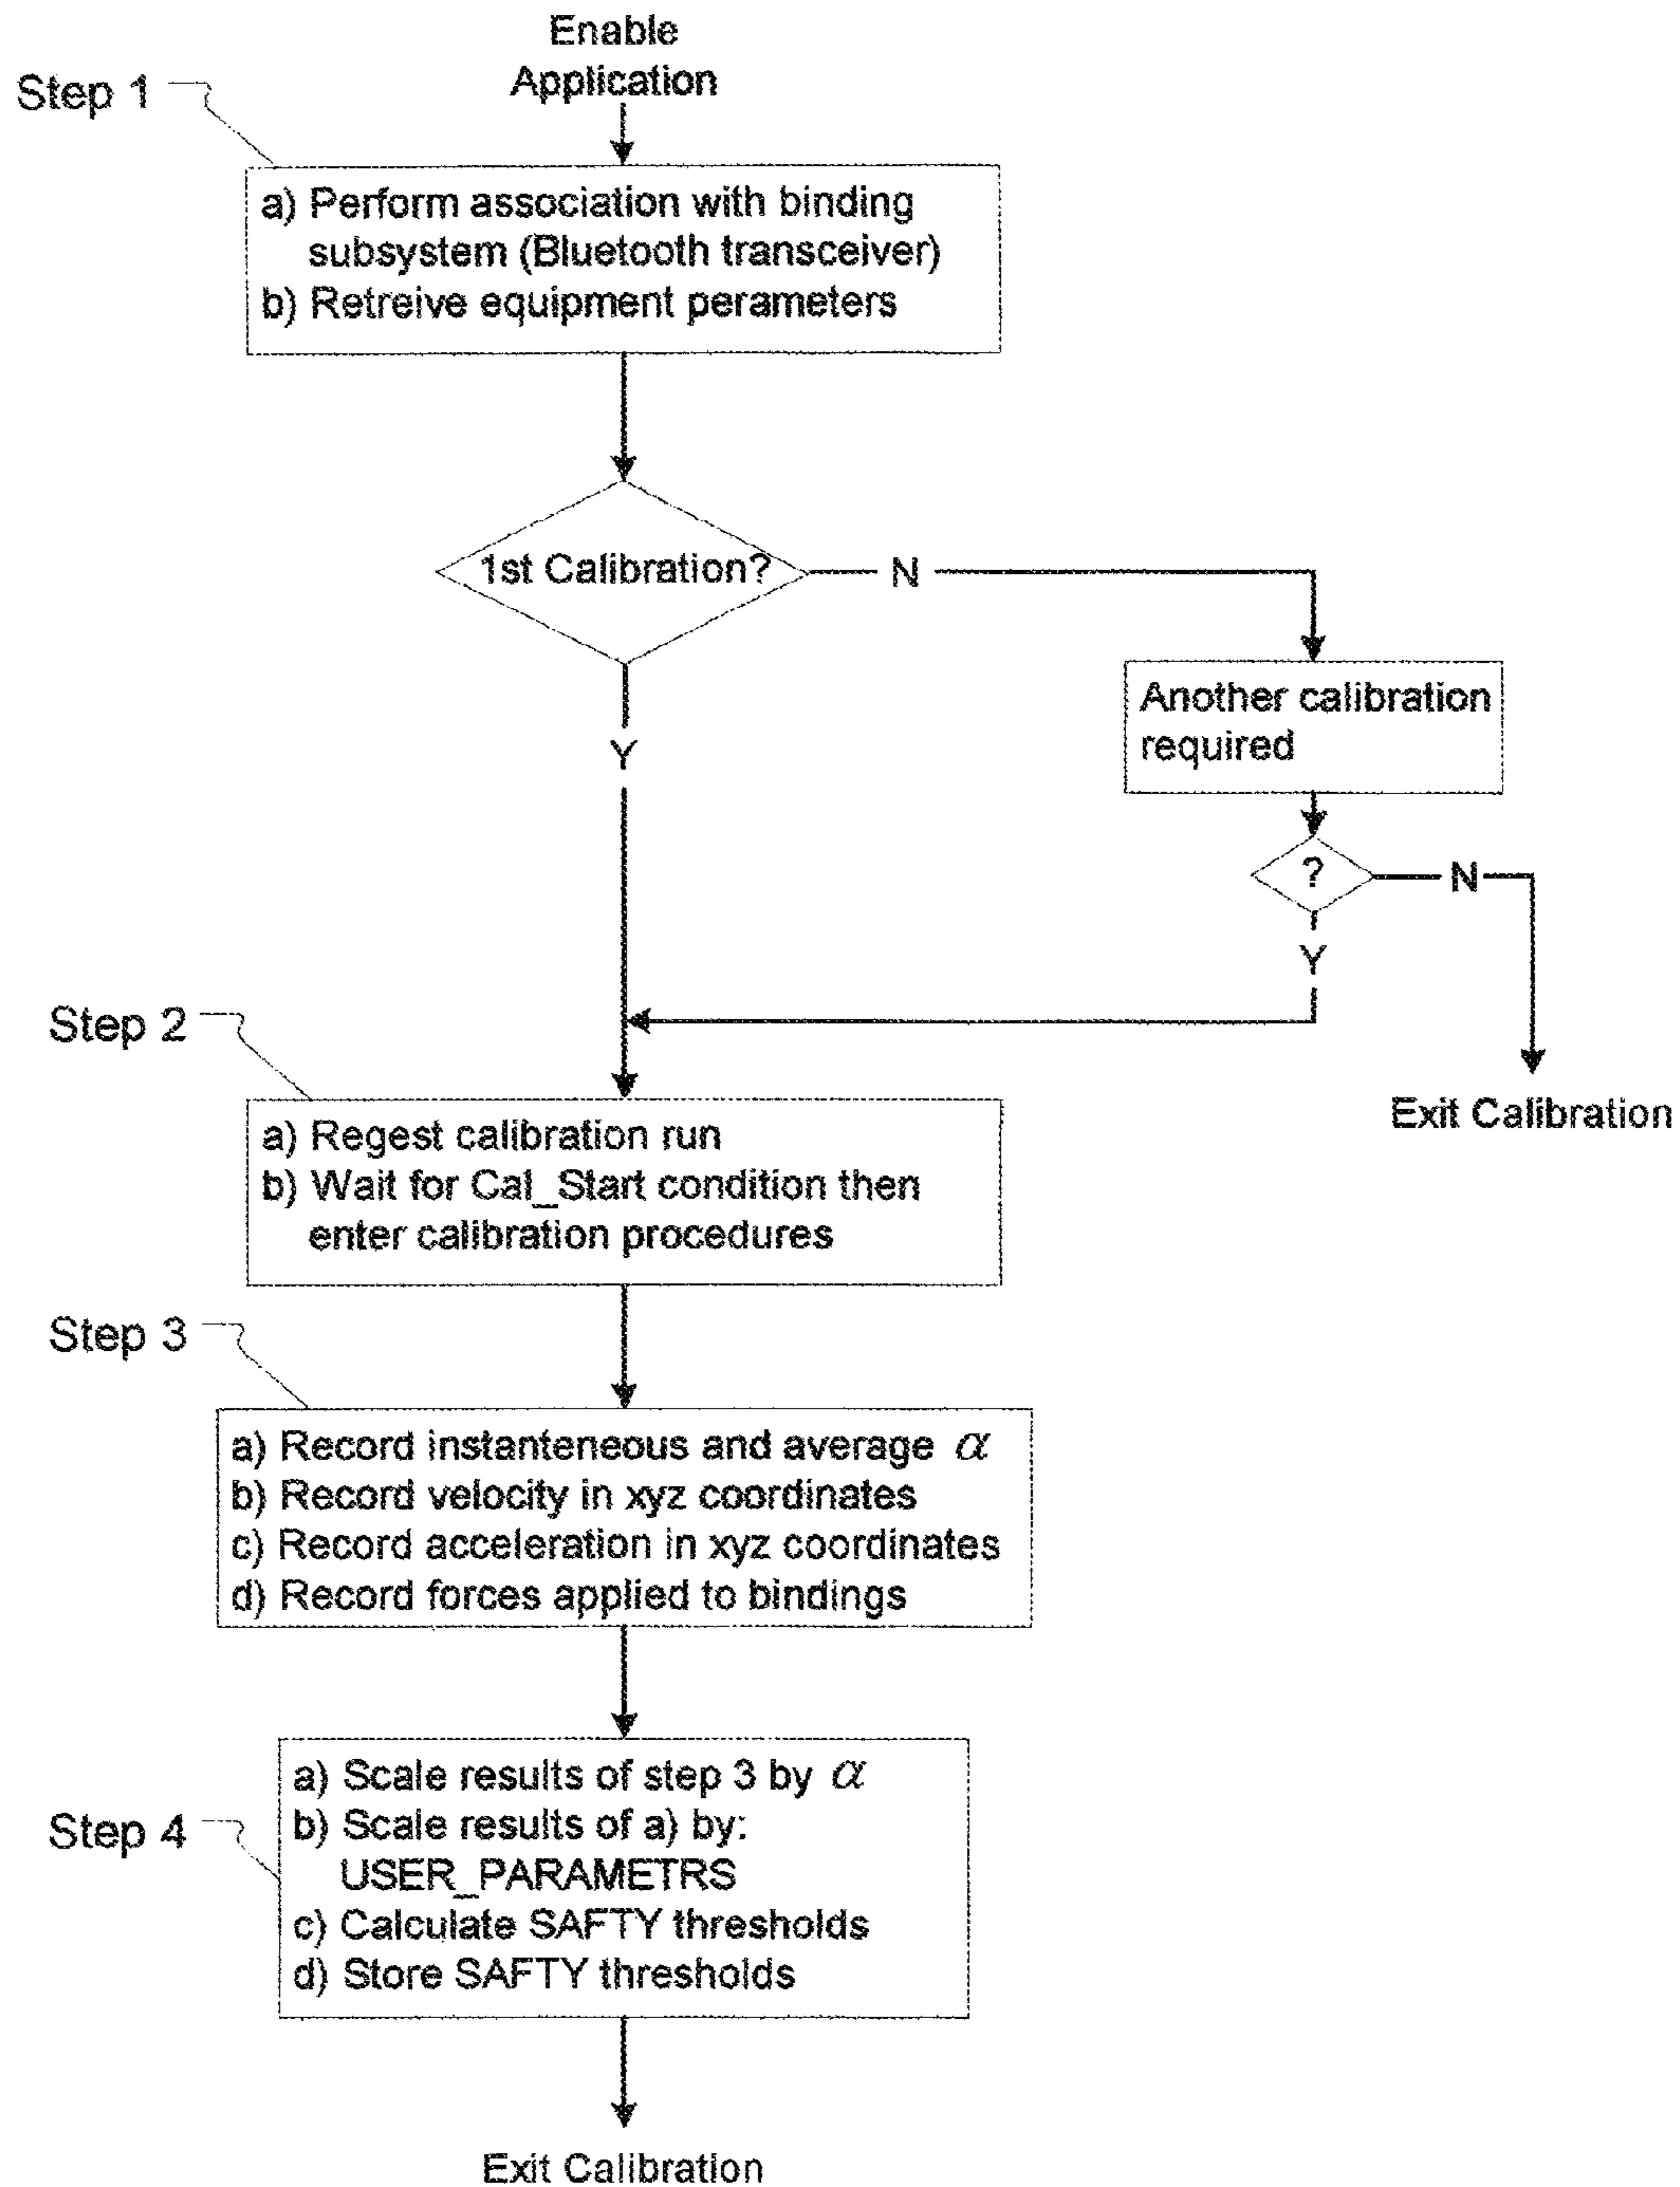 Enable
Application
Step 1
a) Perform association with binding
subsystem (Bluetooth transceiver)
b) Retreive equipment perameters
1st Calibration?
N
Y
Another calibration
required
?
N
Y
Exit Calibration
Step 2
a) Regest calibration run
b) Wait for Cal_Start condition then
enter calibration procedures
Step 3
a) Record instanteneous and average α
b) Record velocity in xyz coordinates
c) Record acceleration in xyz coordinates
d) Record forces applied to bindings
Step 4
a) Scale results of step 3 by α
b) Scale results of a) by:
USER_PARAMETRS
c) Calculate SAFTY thresholds
d) Store SAFTY thresholds
Exit Calibration